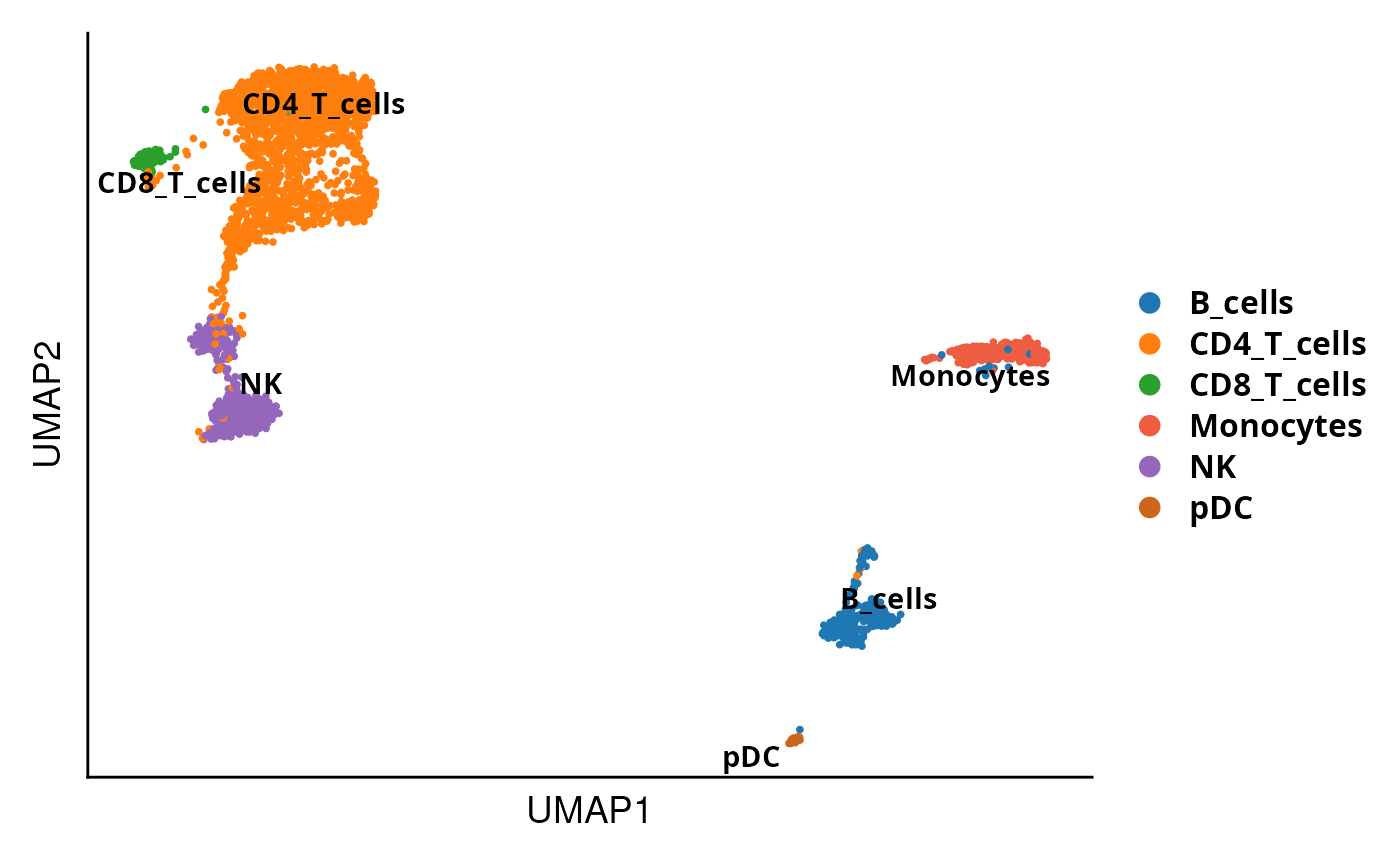 CD4_T_cells
CD8_T_cells
NK
Monocytes
B_cells
pDC
UMAP1
UMAP2
B_cells
CD4_T_cells
CD8_T_cells
Monocytes
NK
pDC